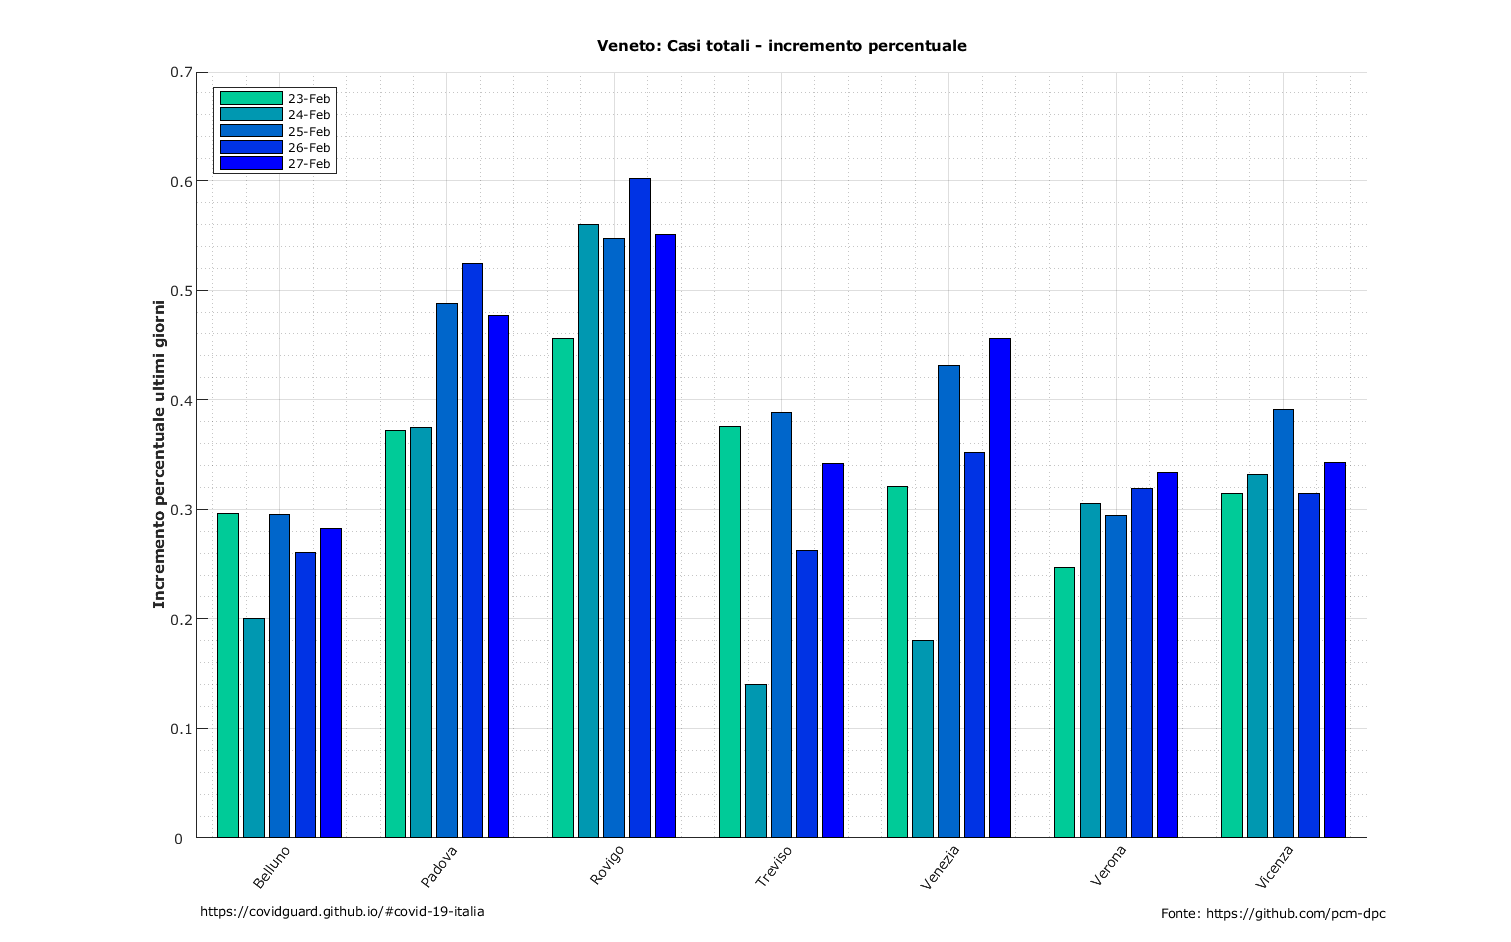 Veneto: Casi totali - incremento percentuale
Incremento percentuale ultimi giorni
0.7
0.6
0.5
0.4
0.3
0.2
0.1
0
23-Feb
24-Feb
25-Feb
26-Feb
27-Feb
Belluno
Padova
Rovigo
Treviso
Venezia
Verona
Vicenza
https://covidguard.github.io/#covid-19-italia
Fonte: https://github.com/pcm-dpc